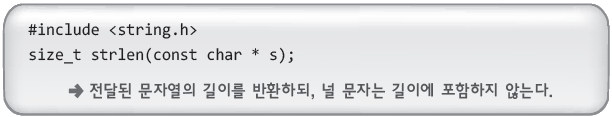 #include <string.h>
size_t strlen(const char * s);
➔ 전달된 문자열의 길이를 반환하되, 널 문자는 길이에 포함하지 않는다.